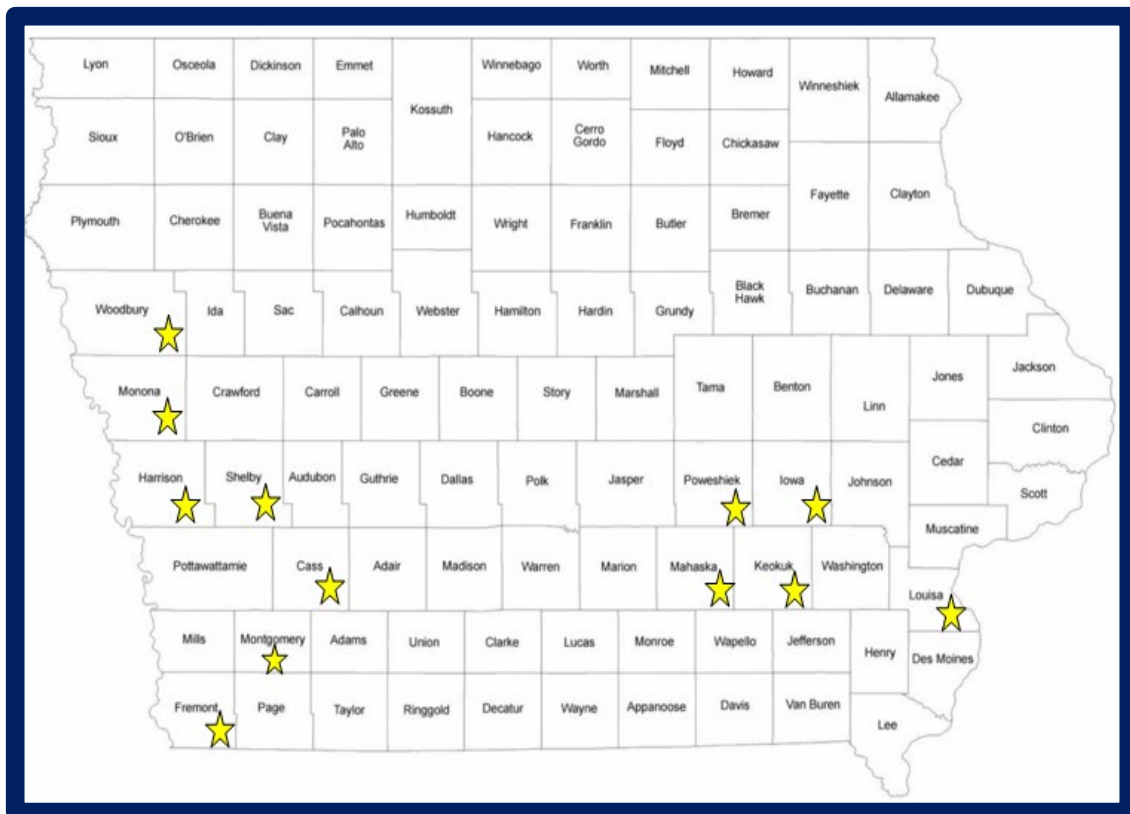 Lyon
Osceola
Dickinson
Emmet
Kossuth
Winnebago
Worth
Mitchell
Howard
Winneshiek
Allamakee
Sioux
O'Brien
Clay
Palo
Alto
Hancock
Cerro
Gordo
Floyd
Chickasaw
Fayette
Clayton
Plymouth
Cherokee
Buena
Vista
Pocahontas
Humboldt
Wright
Franklin
Butler
Bremer
Woodbury
Ida
Sac
Calhoun
Webster
Hamilton
Hardin
Grundy
Black
Hawk
Buchanan
Delaware
Dubuque
Monona
Crawford
Carroll
Greene
Boone
Story
Marshall
Tama
Benton
Linn
Jones
Jackson
Clinton
Harrison
Shelby
Audubon
Guthrie
Dallas
Polk
Jasper
Poweshiek
Iowa
Johnson
Cedar
Scott
Muscatine
Pottawattamie
Cass
Adair
Madison
Warren
Marion
Mahaska
Keokuk
Washington
Louisa
Mills
Montgomery
Adams
Union
Clarke
Lucas
Monroe
Wapello
Jefferson
Henry
Des Moines
Fremont
Page
Taylor
Ringgold
Decatur
Wayne
Appanoose
Davis
Van Buren
Lee